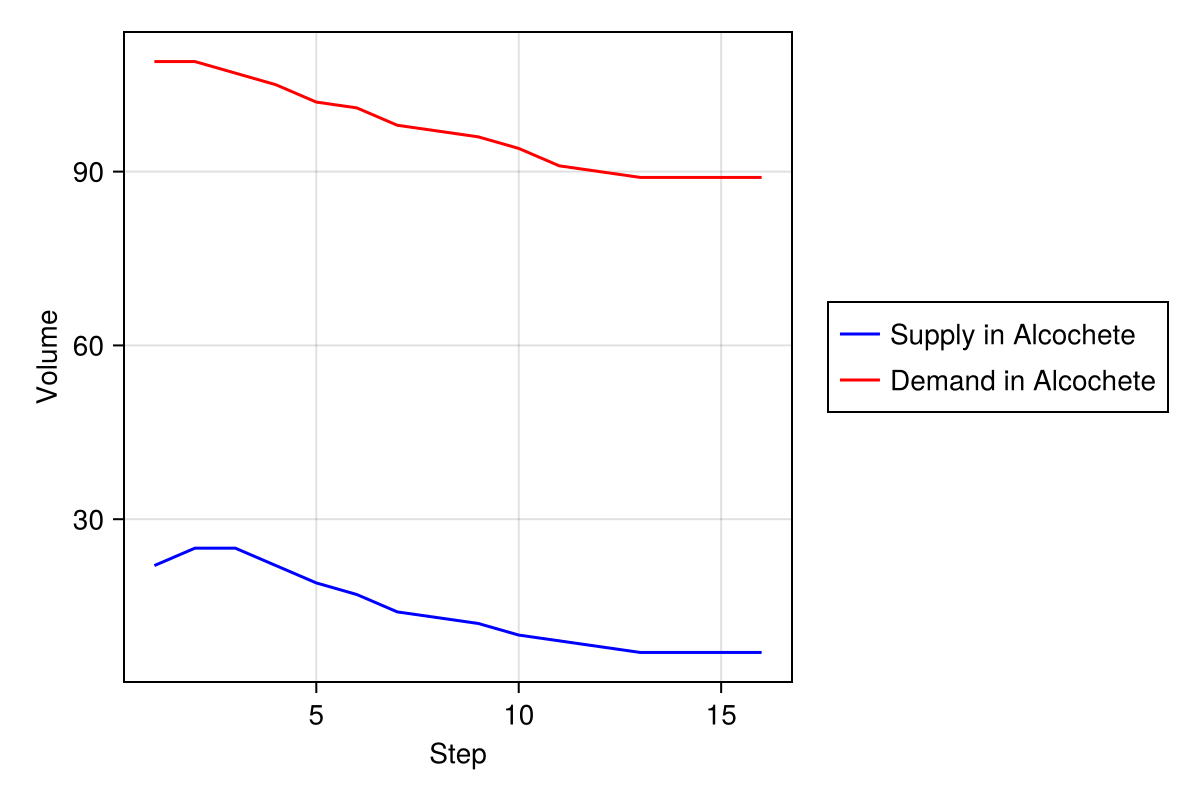 90
60
30
Volume
5 10 15
Step
Supply in Alcochete
Demand in Alcochete